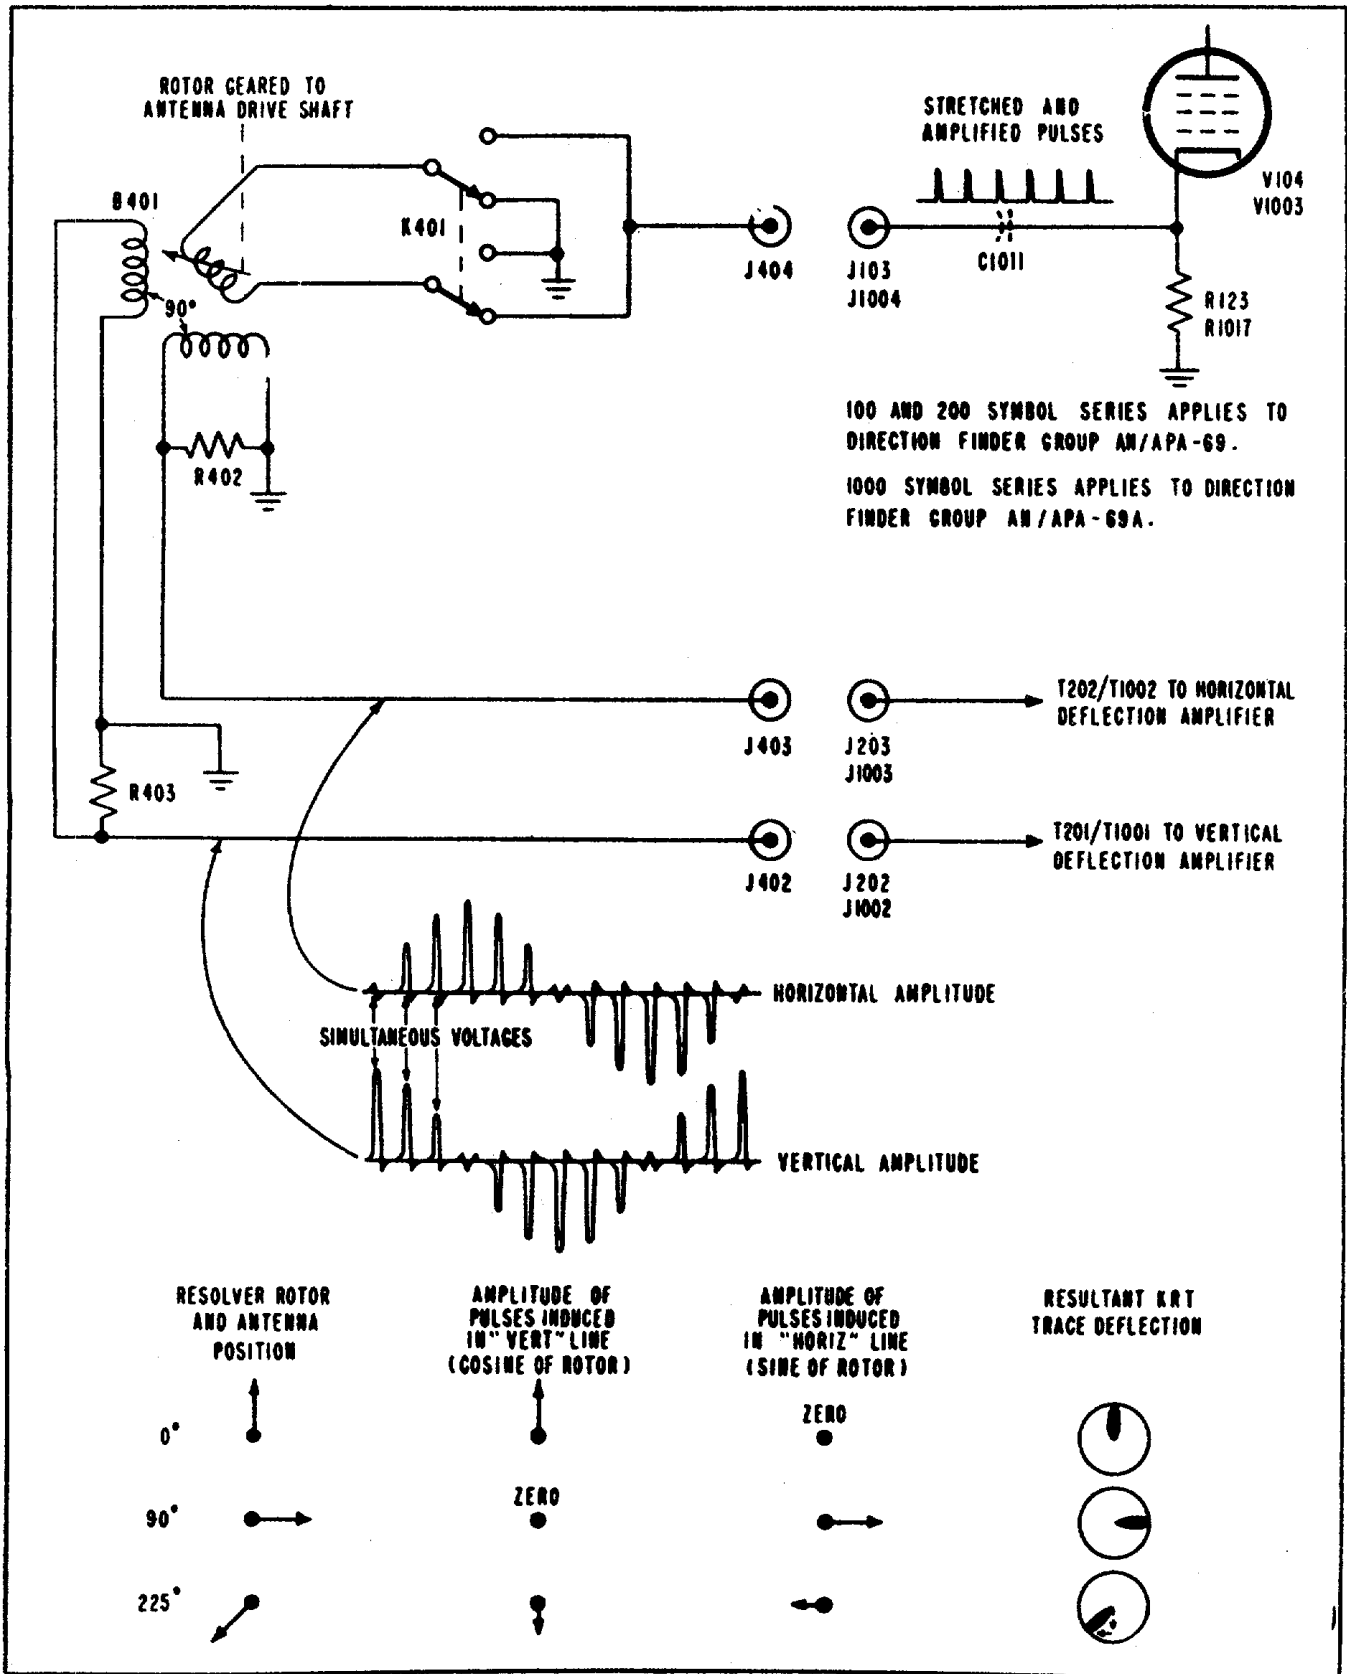 ROTOR GEARED TO
ANTENNA DRIVE SHAFT
B401
90°
K401
R402
R403
J404
J103
J1004
STRETCHED AND
AMPLIFIED PULSES
C1011
V104
V1003
R123
R1017
100 AND 200 SYMBOL SERIES APPLIES TO
DIRECTION FINDER GROUP AN/APA-69.
1000 SYMBOL SERIES APPLIES TO DIRECTION
FINDER GROUP AN/APA-69A.
J403
J203
J1003
T202/T1002 TO HORIZONTAL
DEFLECTION AMPLIFIER
J402
J202
J1002
T201/T1001 TO VERTICAL
DEFLECTION AMPLIFIER
HORIZONTAL AMPLITUDE
SIMULTANEOUS VOLTAGES
VERTICAL AMPLITUDE
RESOLVER ROTOR
AND ANTENNA
POSITION
AMPLITUDE OF
PULSES INDUCED
IN "VERT" LINE
(COSINE OF ROTOR)
AMPLITUDE OF
PULSES INDUCED
IN "HORIZ" LINE
(SINE OF ROTOR)
RESULTANT KRT
TRACE DEFLECTION
0°
ZERO
90°
ZERO
225°